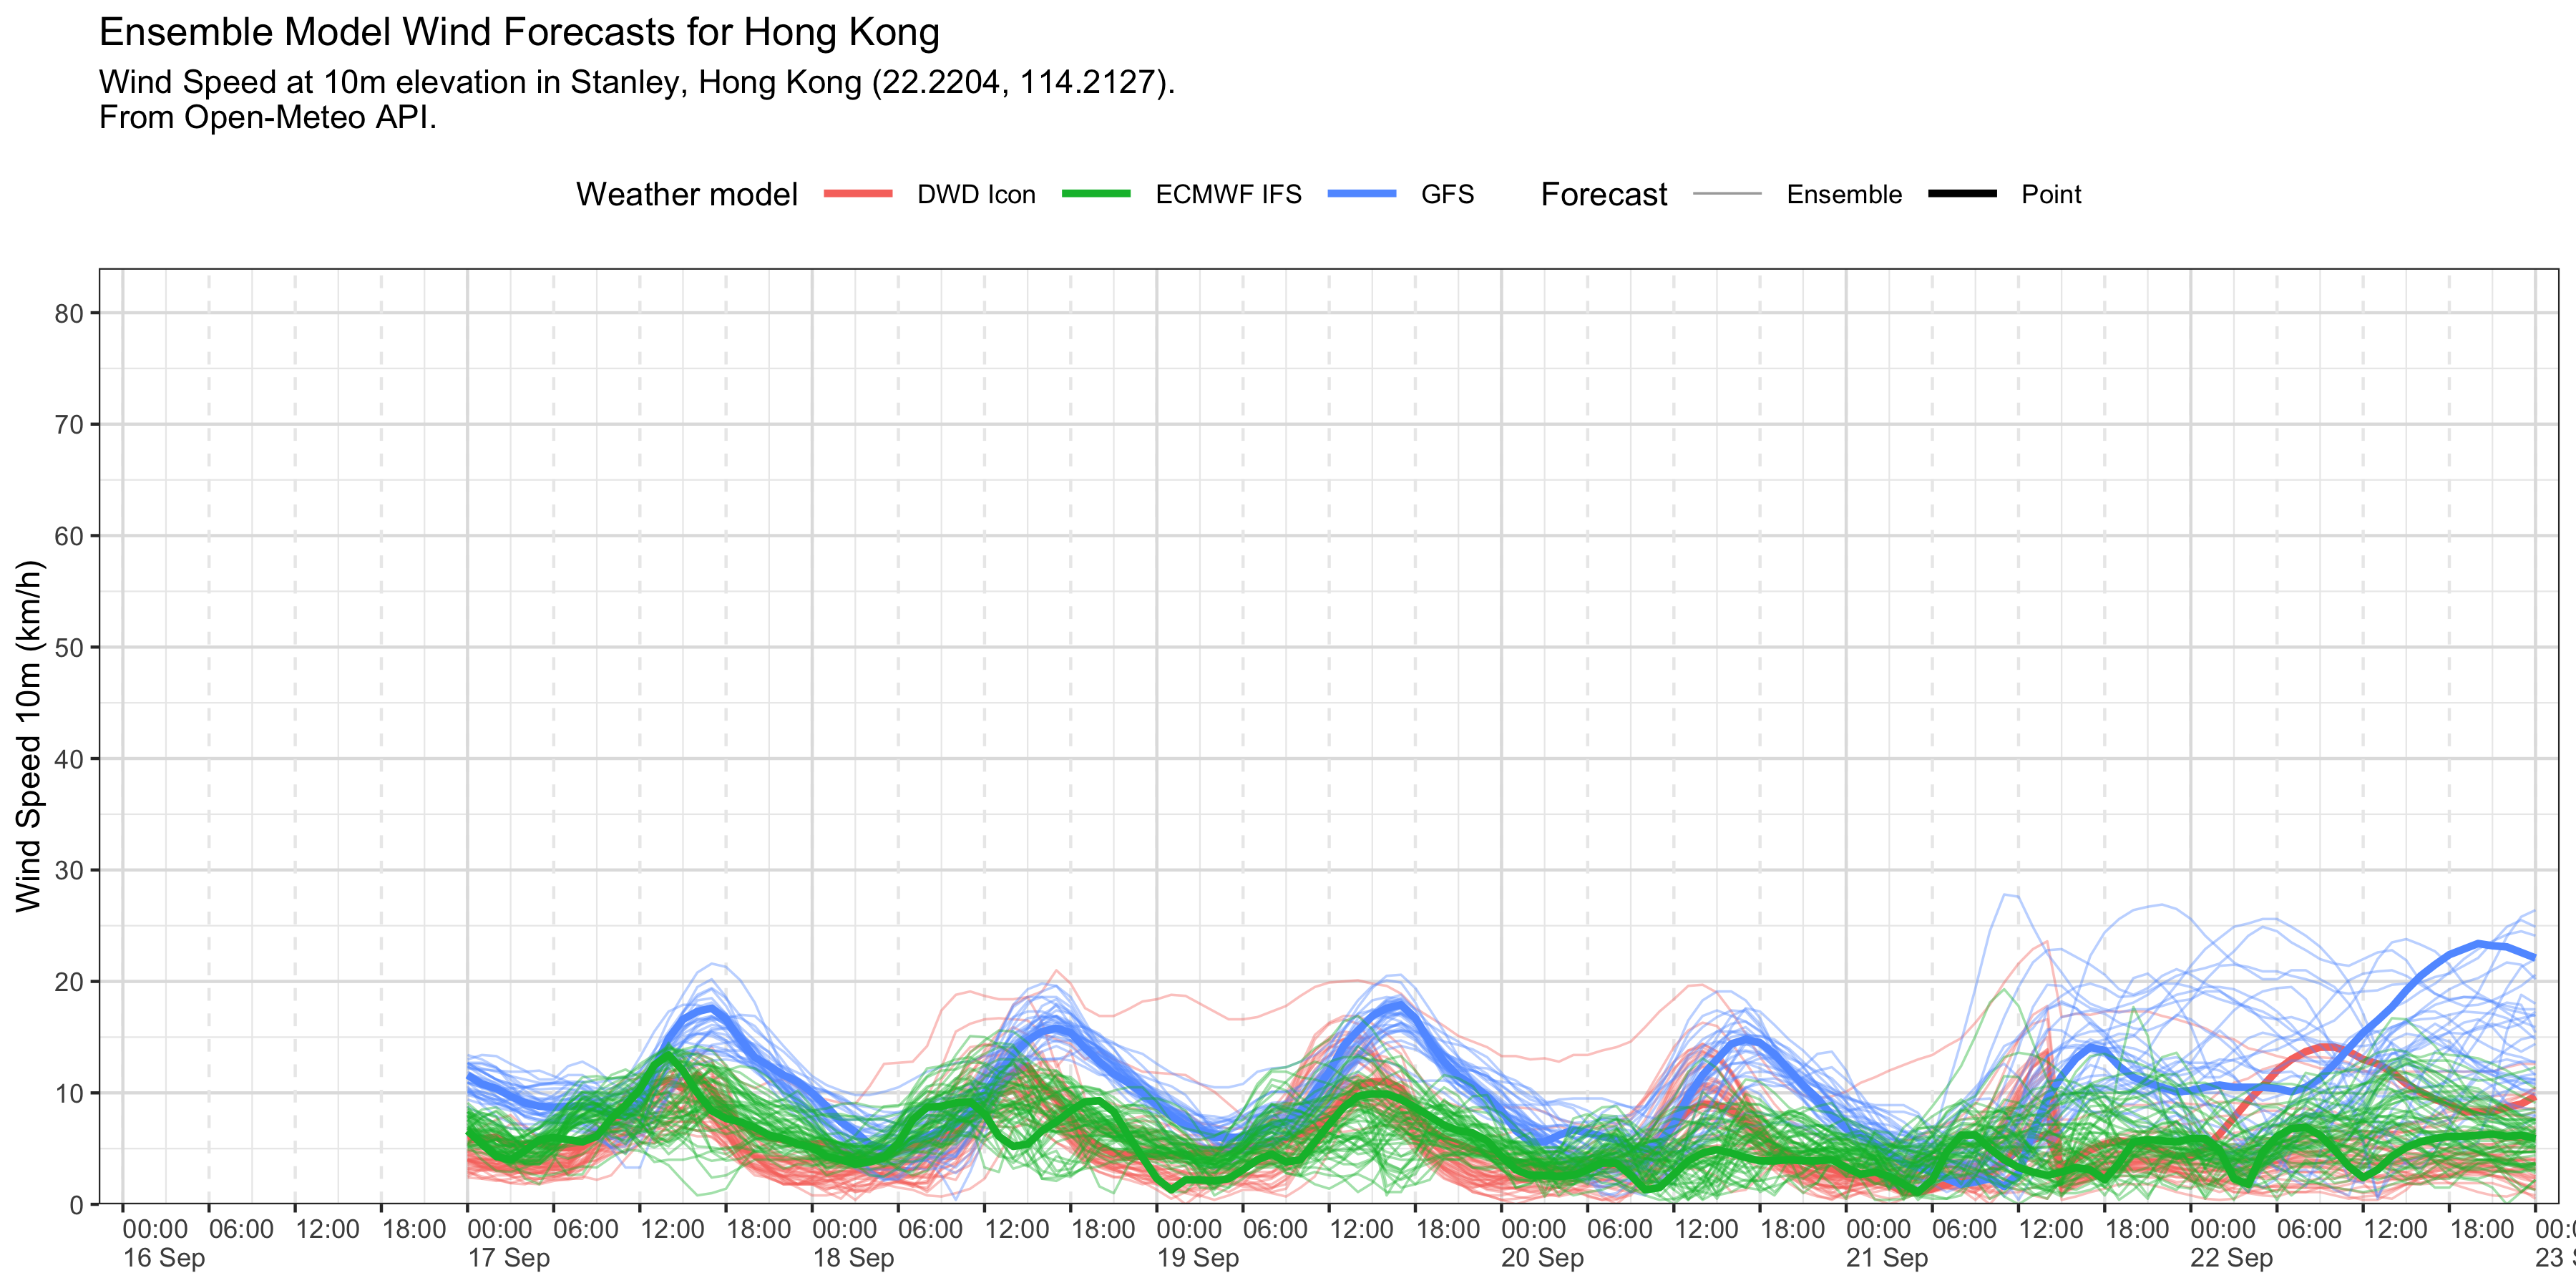 Ensemble Model Wind Forecasts for Hong Kong
Wind Speed at 10m elevation in Stanley, Hong Kong (22.2204, 114.2127).
From Open-Meteo API.
Weather model DWD Icon ECMWF IFS GFS Forecast Ensemble Point
Wind Speed 10m (km/h)
80
70
60
50
40
30
20
10
0
00:00 06:00 12:00 18:00 00:00 06:00 12:00 18:00 00:00 06:00 12:00 18:00 00:00 06:00 12:00 18:00 00:00 06:00 12:00 18:00 00:00 06:00 12:00 18:00 00:00 06:00 12:00 18:00
16 Sep 17 Sep 18 Sep 19 Sep 20 Sep 21 Sep 22 Sep 23